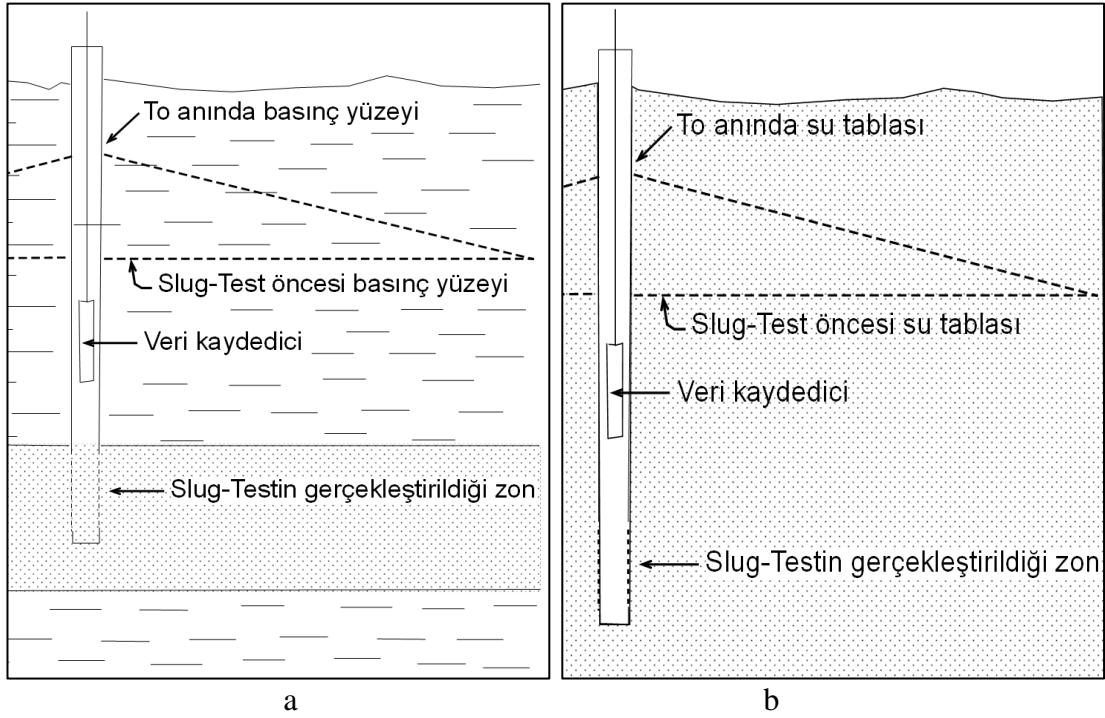 To anında basınç yüzeyi
Slug-Test öncesi basınç yüzeyi
Veri kaydedici
Slug-Testin gerçekleştirildiği zon
a
To anında su tablası
Slug-Test öncesi su tablası
Veri kaydedici
Slug-Testin gerçekleştirildiği zon
b